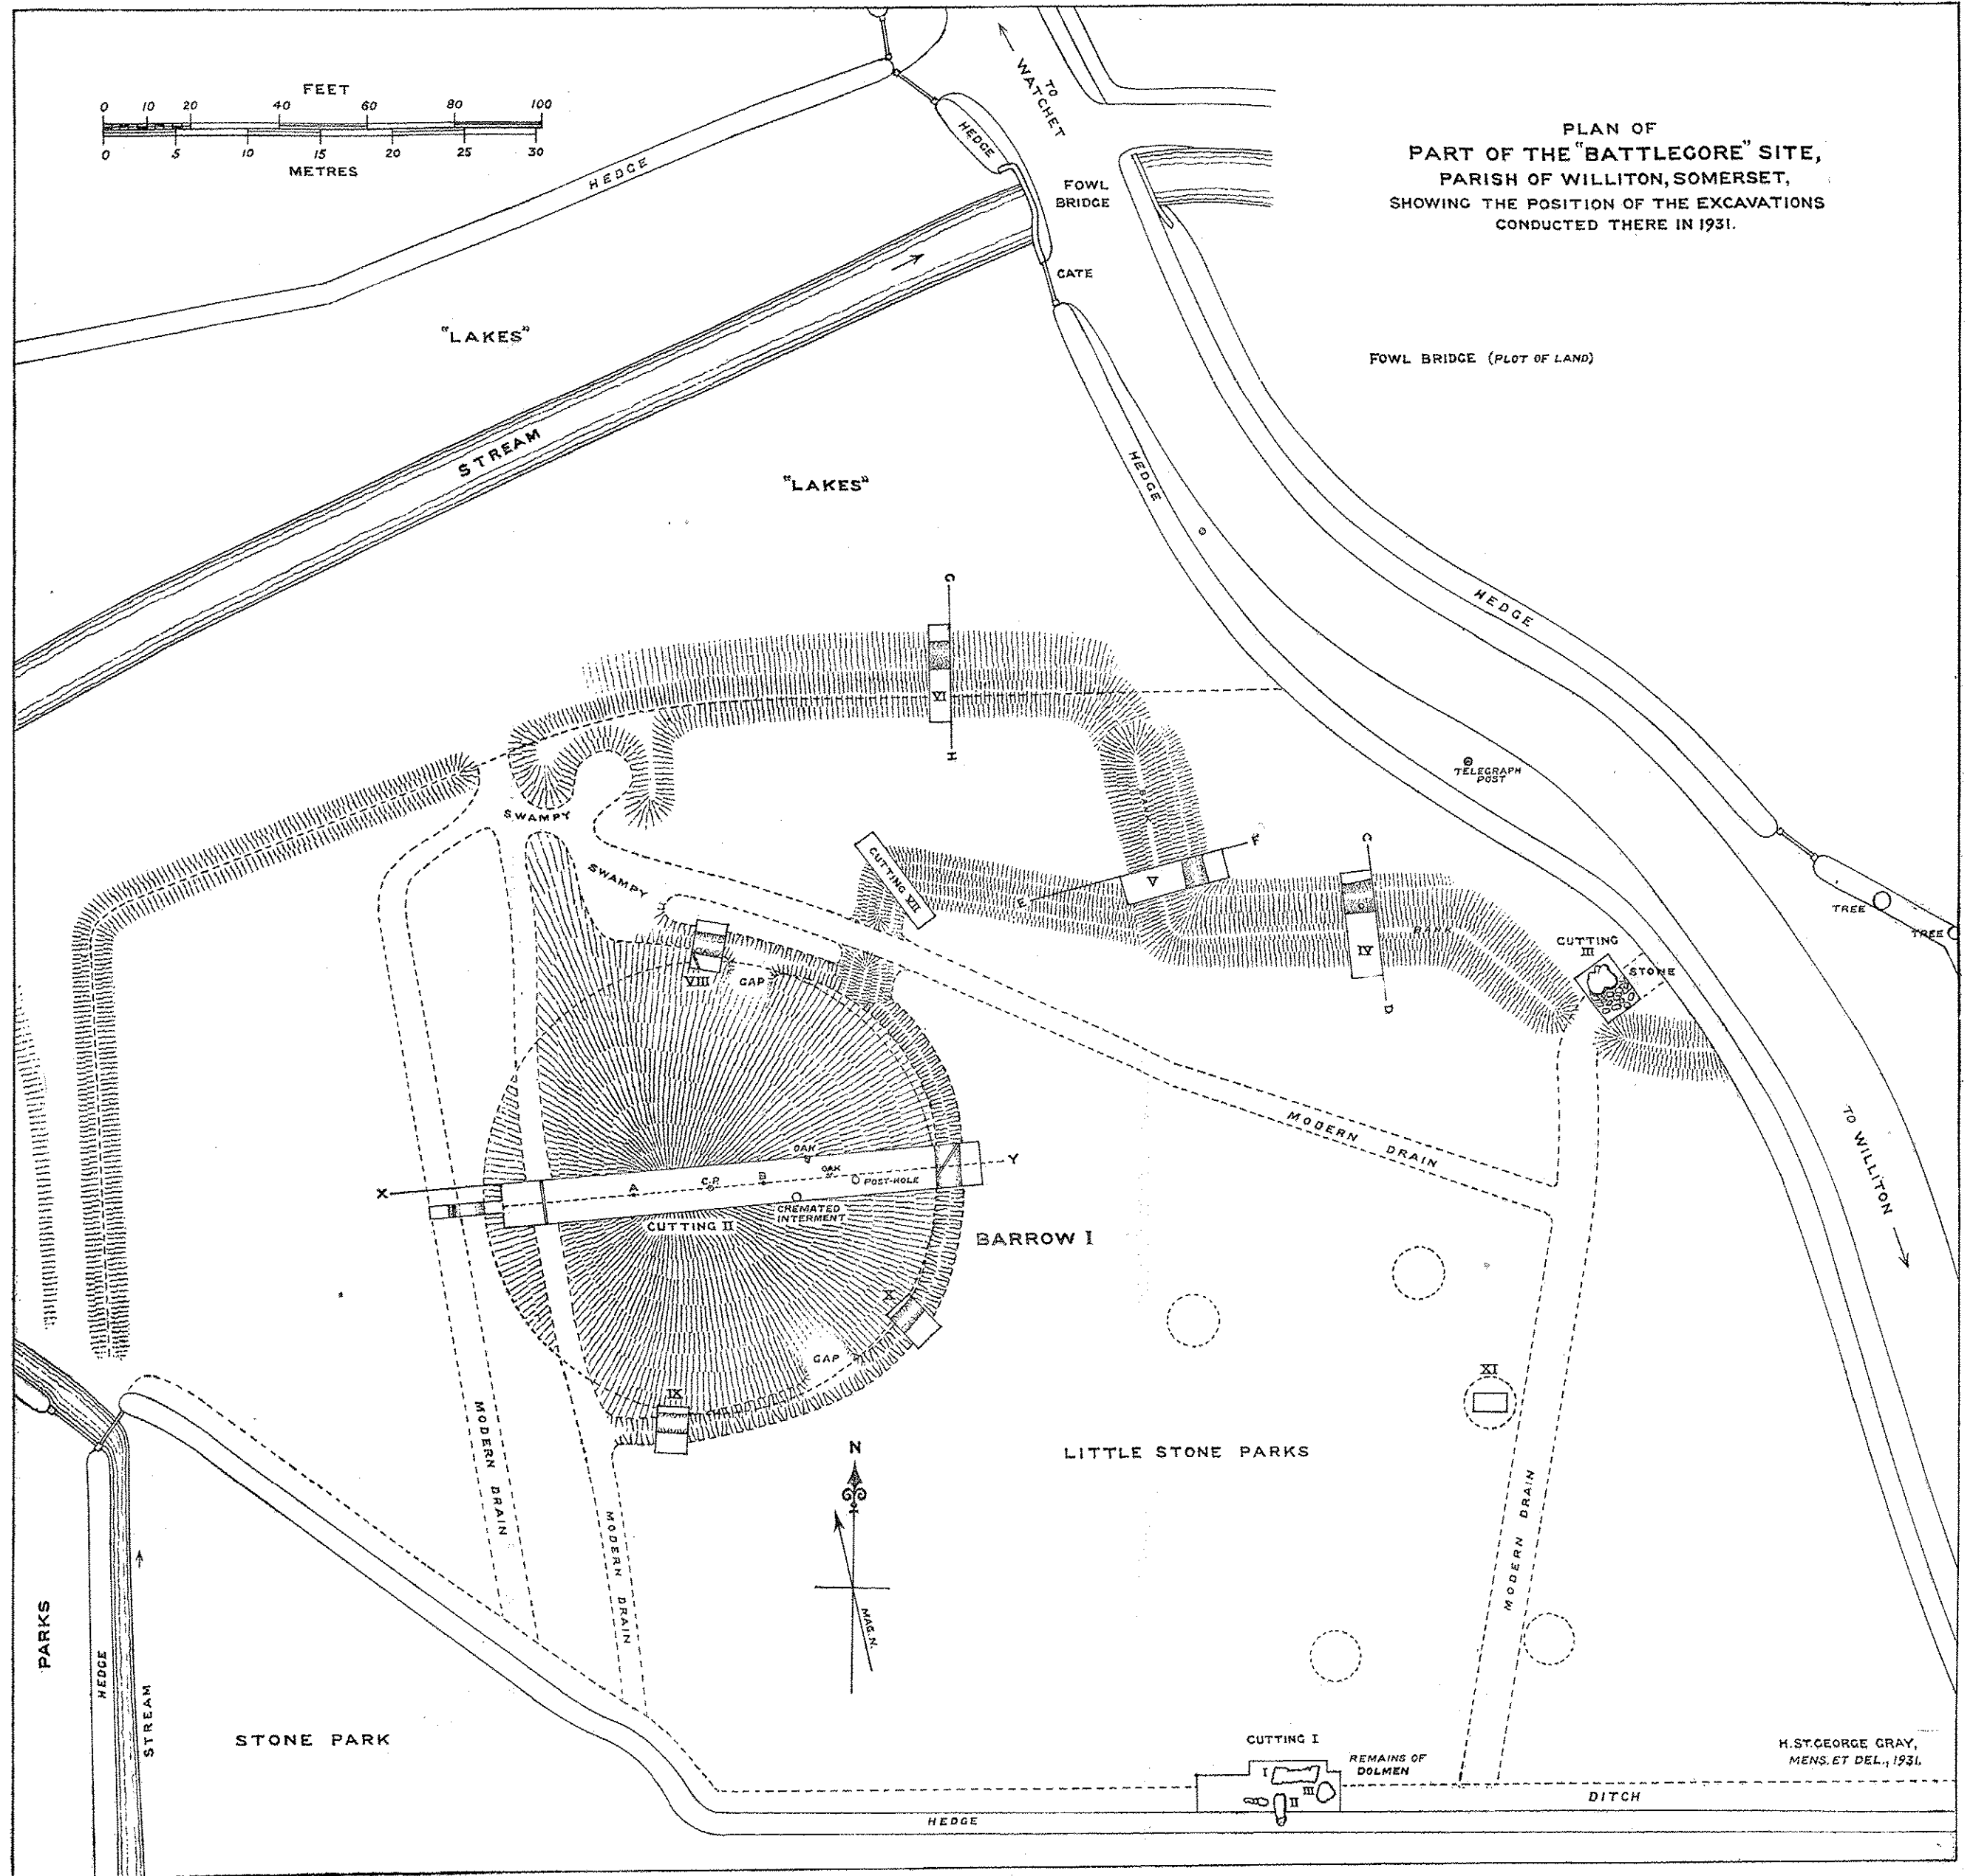 FEET
0 10 20 40 60 80 100
0 5 10 15 20 25 30
METRES
PLAN OF
PART OF THE "BATTLEGORE" SITE,
PARISH OF WILLITON, SOMERSET,
SHOWING THE POSITION OF THE EXCAVATIONS
CONDUCTED THERE IN 1931.
TO
WATCHET
HEDGE
HEDGE
FOWL
BRIDGE
GATE
"LAKES"
FOWL BRIDGE (PLOT OF LAND)
STREAM
"LAKES"
HEDGE
HEDGE
G
VI
H
TELEGRAPH
POST
BANK
SWAMPY
SWAMPY
CUTTING VII
E
V
F
C
IV
D
BANK
CUTTING
III
STONE
TREE
TREE
VIII
GAP
MODERN DRAIN
TO WILLITON
X
Y
A
C.P.
B
OAK
OAK
POST-HOLE
CREMATED
INTERMENT
CUTTING II
BARROW I
X
GAP
IX
XI
LITTLE STONE PARKS
MODERN DRAIN
MODERN DRAIN
MODERN DRAIN
N
MAG. N.
PARKS
HEDGE
STREAM
STONE PARK
CUTTING I
REMAINS OF
DOLMEN
I
II
III
H. ST. GEORGE GRAY,
MENS. ET DEL., 1931.
DITCH
HEDGE